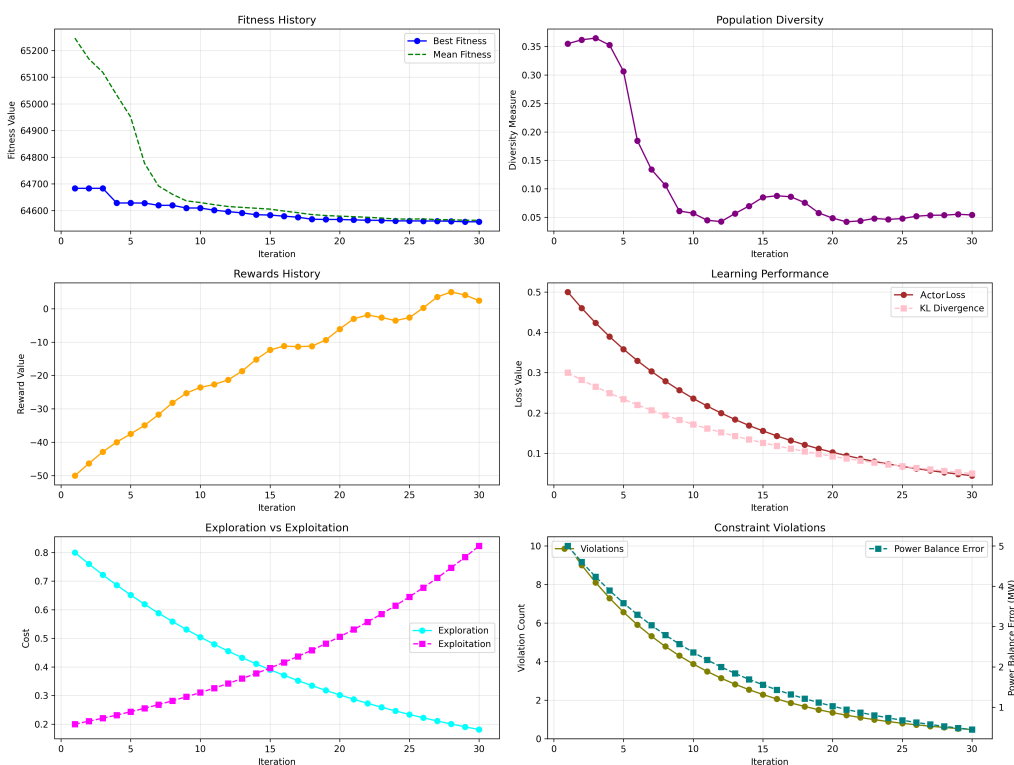 Fitness History
65200
65100
65000
64900
64800
64700
64600
Fitness Value
Best Fitness
Mean Fitness
0 5 10 15 20 25 30
Iteration
Population Diversity
0.35
0.30
0.25
0.20
0.15
0.10
0.05
Diversity Measure
0 5 10 15 20 25 30
Iteration
Rewards History
0
−10
−20
−30
−40
−50
Reward Value
0 5 10 15 20 25 30
Iteration
Learning Performance
0.5
0.4
0.3
0.2
0.1
Loss Value
Actor Loss
KL Divergence
0 5 10 15 20 25 30
Iteration
Exploration vs Exploitation
0.8
0.7
0.6
0.5
0.4
0.3
0.2
Cost
Exploration
Exploitation
0 5 10 15 20 25 30
Iteration
Constraint Violations
10
8
6
4
2
0
Violation Count
Violations
Power Balance Error
5
4
3
2
1
Power Balance Error (MW)
0 5 10 15 20 25 30
Iteration